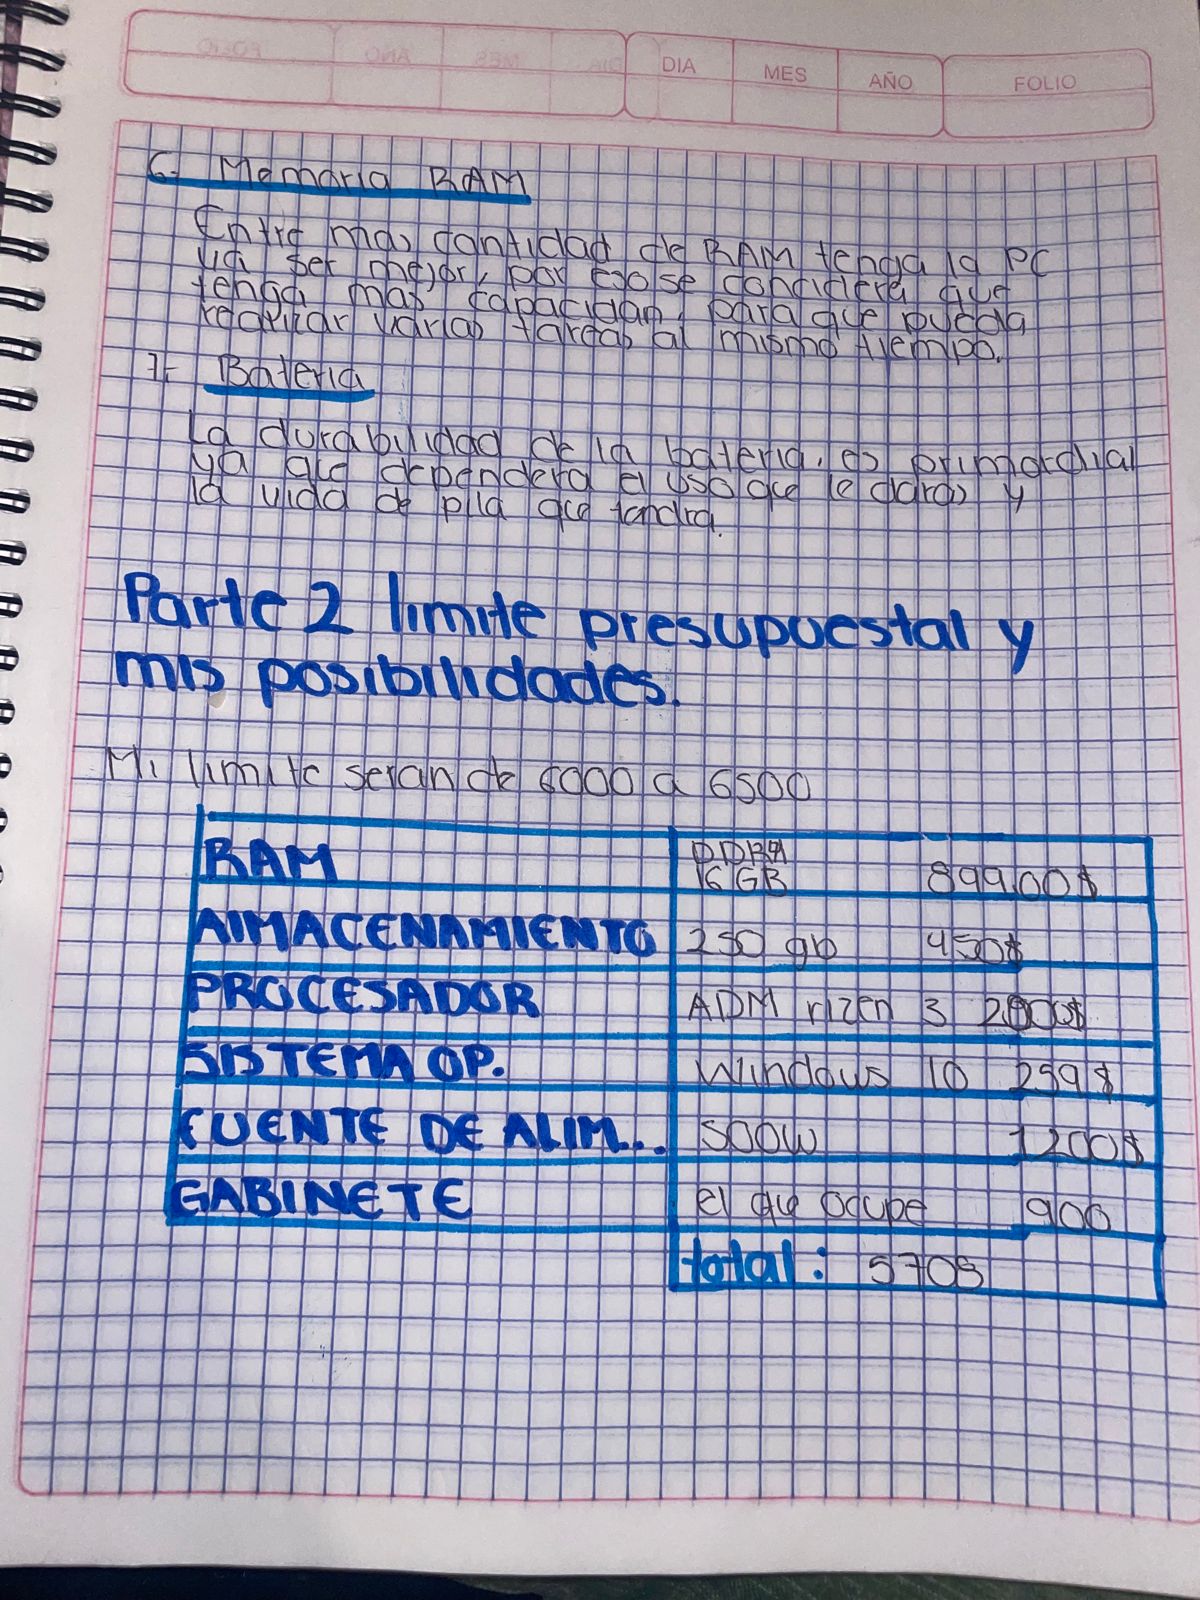 DIA MES AÑO FOLIO
6.- Memoria RAM
Entre mas cantidad de RAM tenga la PC
va ser mejor, por eso se concidera que
tenga mas capacidan, para que pueda
realizar varias tareas al mismo tiempo.
7.- Bateria
La durabilidad de la bateria, es primordial
ya que dependera el uso que le daras y
la vida de pila que tandra.
Parte 2 limite presupuestal y
mis posibilidades.
Mi limite seran de 6000 a 6500
RAM DDR4
16 GB 899.00$
AlMACENAMIENTO 250 gb 450$
PROCESADOR ADM rizen 3 2000$
SISTEMA OP. Windows 10 259$
FUENTE DE ALIM... 500W 1200$
GABINETE el que ocupe 900
total: 5708